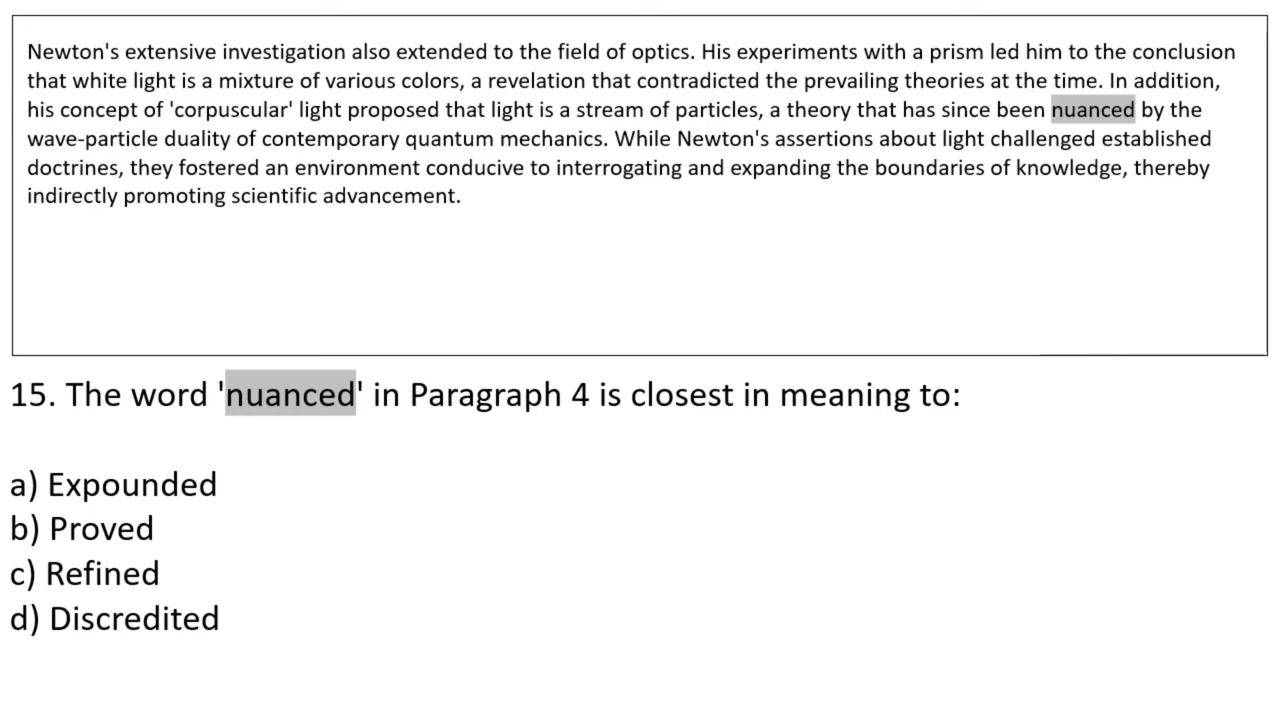 Newton's extensive investigation also extended to the field of optics. His experiments with a prism led him to the conclusion
that white light is a mixture of various colors, a revelation that contradicted the prevailing theories at the time. In addition,
his concept of 'corpuscular' light proposed that light is a stream of particles, a theory that has since been nuanced by the
wave-particle duality of contemporary quantum mechanics. While Newton's assertions about light challenged established
doctrines, they fostered an environment conducive to interrogating and expanding the boundaries of knowledge, thereby
indirectly promoting scientific advancement.
15. The word 'nuanced' in Paragraph 4 is closest in meaning to:
a) Expounded
b) Proved
c) Refined
d) Discredited